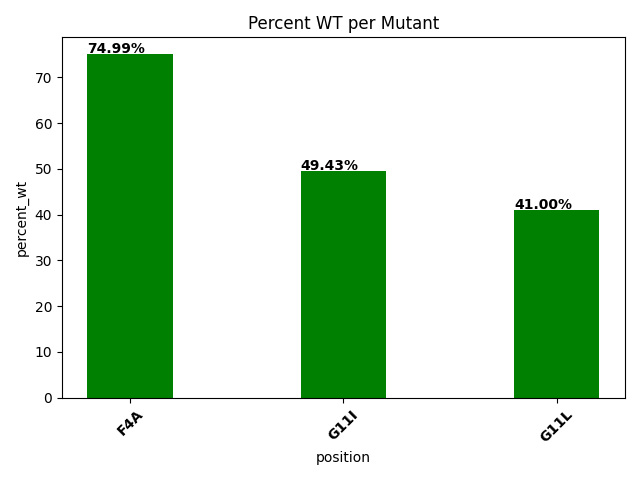 Percent WT per Mutant
74.99%
49.43%
41.00%
percent_wt
70
60
50
40
30
20
10
0
F4A
G11I
G11L
position